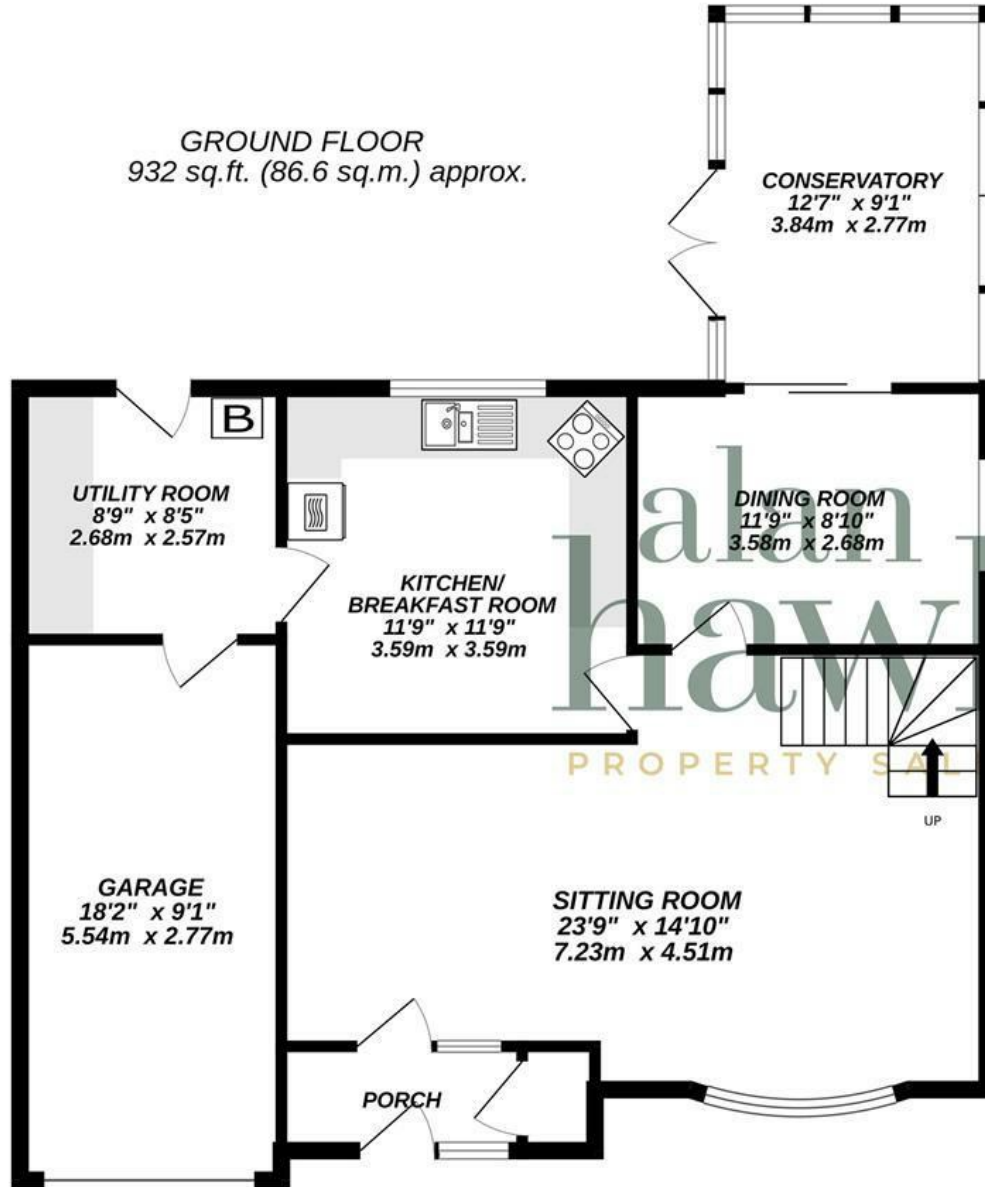 GROUND FLOOR
932 sq.ft. (86.6 sq.m.) approx.
CONSERVATORY
12'7" x 9'1"
3.84m x 2.77m
B
UTILITY ROOM
8'9" x 8'5"
2.68m x 2.57m
KITCHEN/
BREAKFAST ROOM
11'9" x 11'9"
3.59m x 3.59m
DINING ROOM
11'9" x 8'10"
3.58m x 2.68m
alan
hawk
PROPERTY SAL
UP
GARAGE
18'2" x 9'1"
5.54m x 2.77m
SITTING ROOM
23'9" x 14'10"
7.23m x 4.51m
PORCH